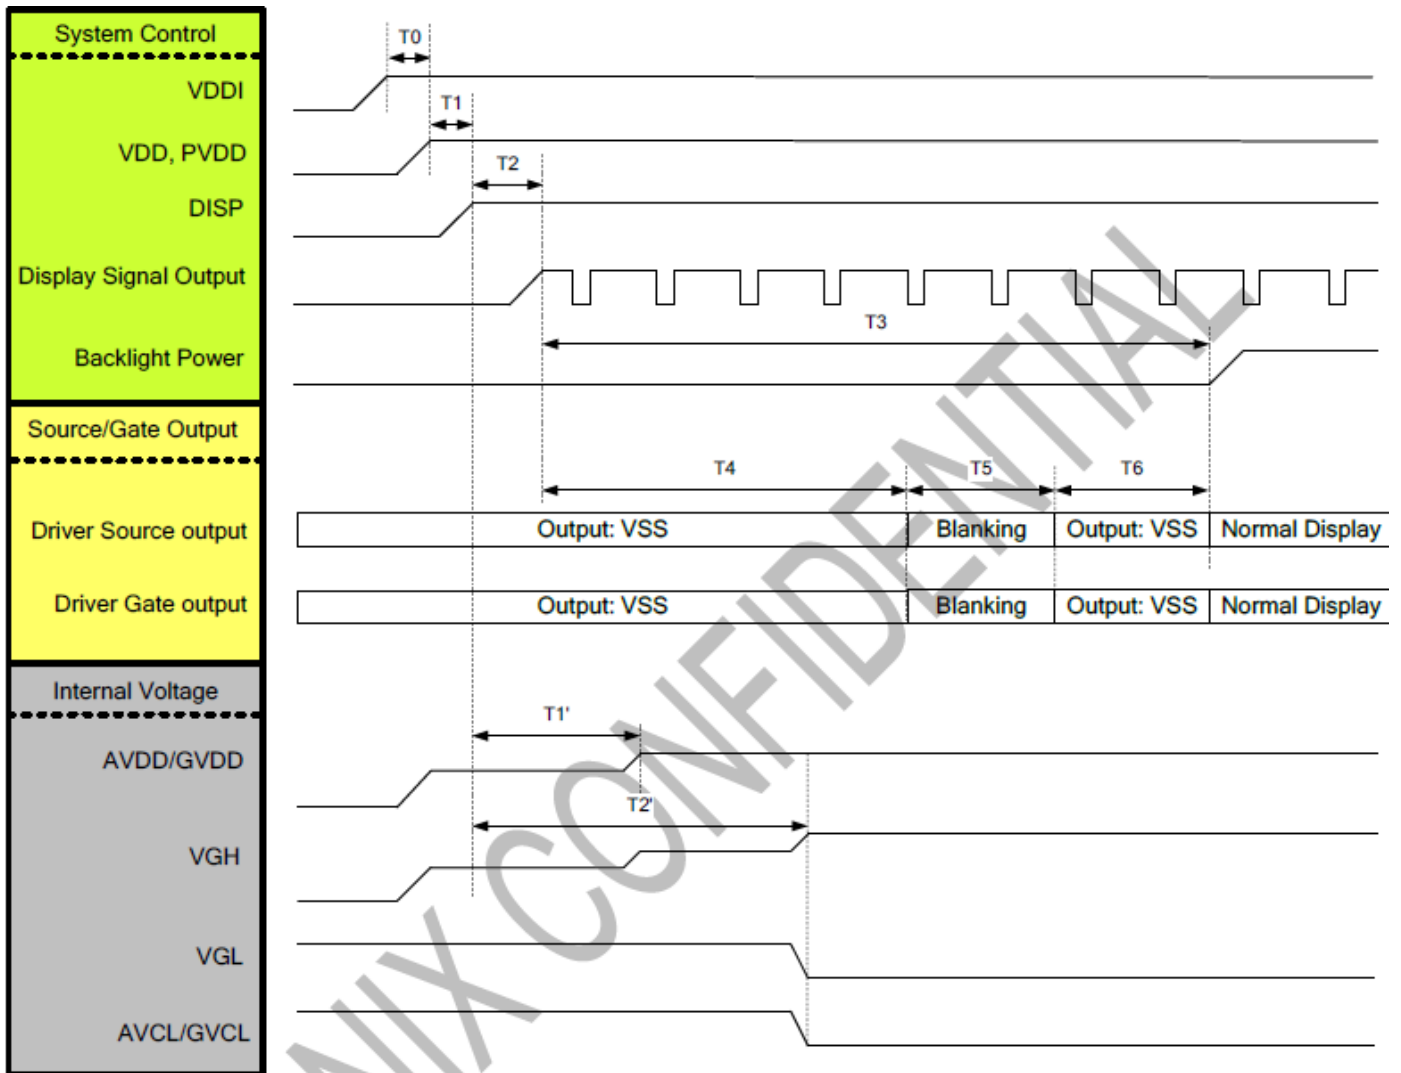 System Control
T0
VDDI
T1
VDD, PVDD
T2
DISP
Display Signal Output
T3
Backlight Power
Source/Gate Output
T4 T5 T6
Driver Source output
Output: VSS Blanking Output: VSS Normal Display
Driver Gate output
Output: VSS Blanking Output: VSS Normal Display
Internal Voltage
T1'
AVDD/GVDD
T2'
VGH
VGL
AVCL/GVCL
CONFIDENTIAL